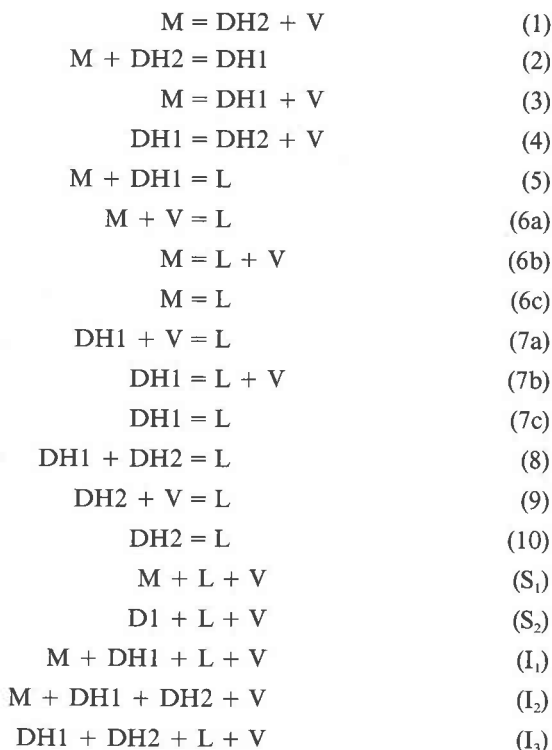 M = DH2 + V (1)
M + DH2 = DH1 (2)
M = DH1 + V (3)
DH1 = DH2 + V (4)
M + DH1 = L (5)
M + V = L (6a)
M = L + V (6b)
M = L (6c)
DH1 + V = L (7a)
DH1 = L + V (7b)
DH1 = L (7c)
DH1 + DH2 = L (8)
DH2 + V = L (9)
DH2 = L (10)
M + L + V (S₁)
D1 + L + V (S₂)
M + DH1 + L + V (I₁)
M + DH1 + DH2 + V (I₂)
DH1 + DH2 + L + V (I₃)